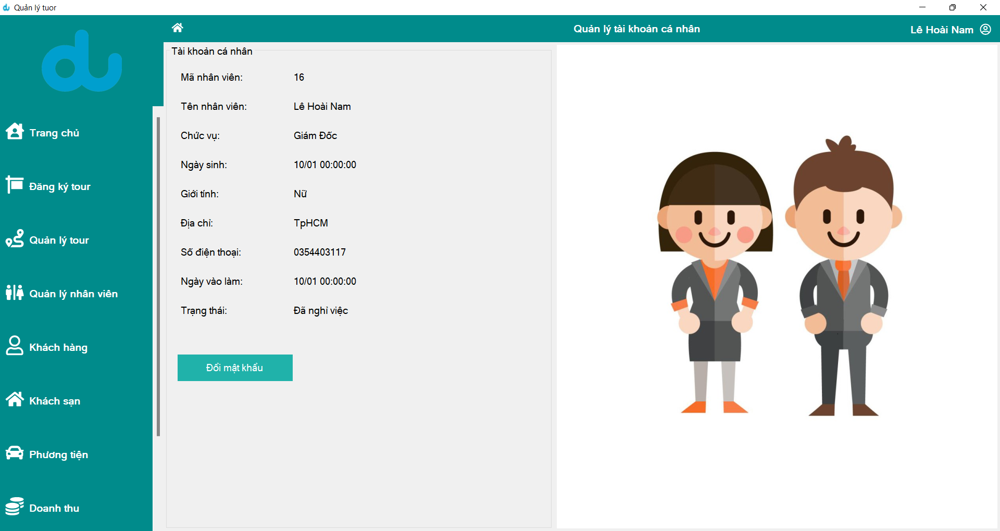 Quản lý tuor
Quản lý tài khoản cá nhân
Lê Hoài Nam
Trang chủ
Đăng ký tour
Quản lý tour
Quản lý nhân viên
Khách hàng
Khách sạn
Phương tiện
Doanh thu
Tài khoản cá nhân
Mã nhân viên: 16
Tên nhân viên: Lê Hoài Nam
Chức vụ: Giám Đốc
Ngày sinh: 10/01 00:00:00
Giới tính: Nữ
Địa chỉ: TpHCM
Số điện thoại: 0354403117
Ngày vào làm: 10/01 00:00:00
Trạng thái: Đã nghỉ việc
Đổi mật khẩu